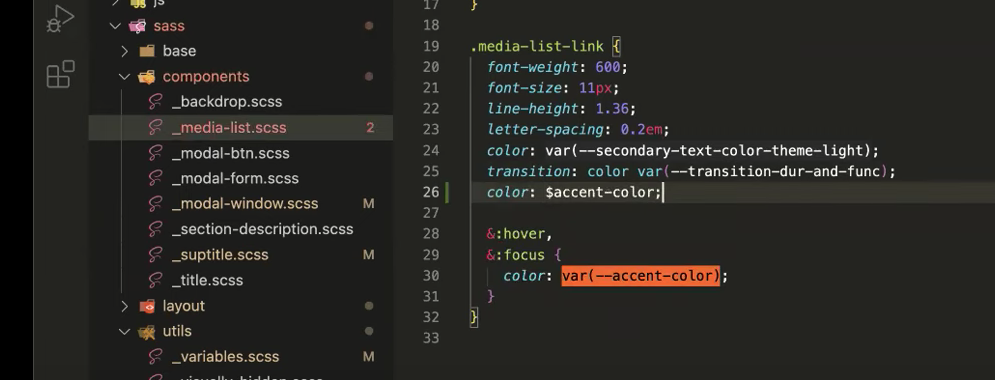 js
sass
base
components
_backdrop.scss
_media-list.scss 2
_modal-btn.scss
_modal-form.scss
_modal-window.scss M
_section-description.scss
_suptitle.scss M
_title.scss
layout
utils
_variables.scss M
17 }
18
19 .media-list-link {
20 font-weight: 600;
21 font-size: 11px;
22 line-height: 1.36;
23 letter-spacing: 0.2em;
24 color: var(--secondary-text-color-theme-light);
25 transition: color var(--transition-dur-and-func);
26 color: $accent-color;
27
28 &:hover,
29 &:focus {
30 color: var(--accent-color);
31 }
32 }
33